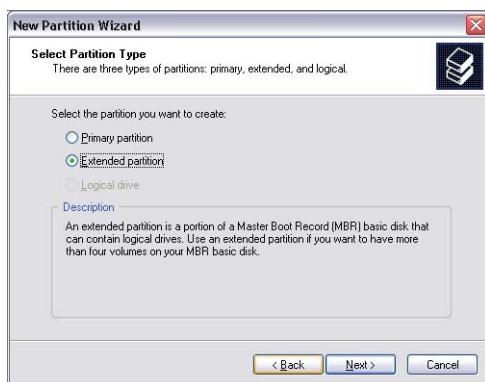 New Partition Wizard
Select Partition Type
There are three types of partitions: primary, extended, and logical.
Select the partition you want to create:
Primary partition
Extended partition
Logical drive
Description
An extended partition is a portion of a Master Boot Record (MBR) basic disk that
can contain logical drives. Use an extended partition if you want to have more
than four volumes on your MBR basic disk.
< Back Next > Cancel